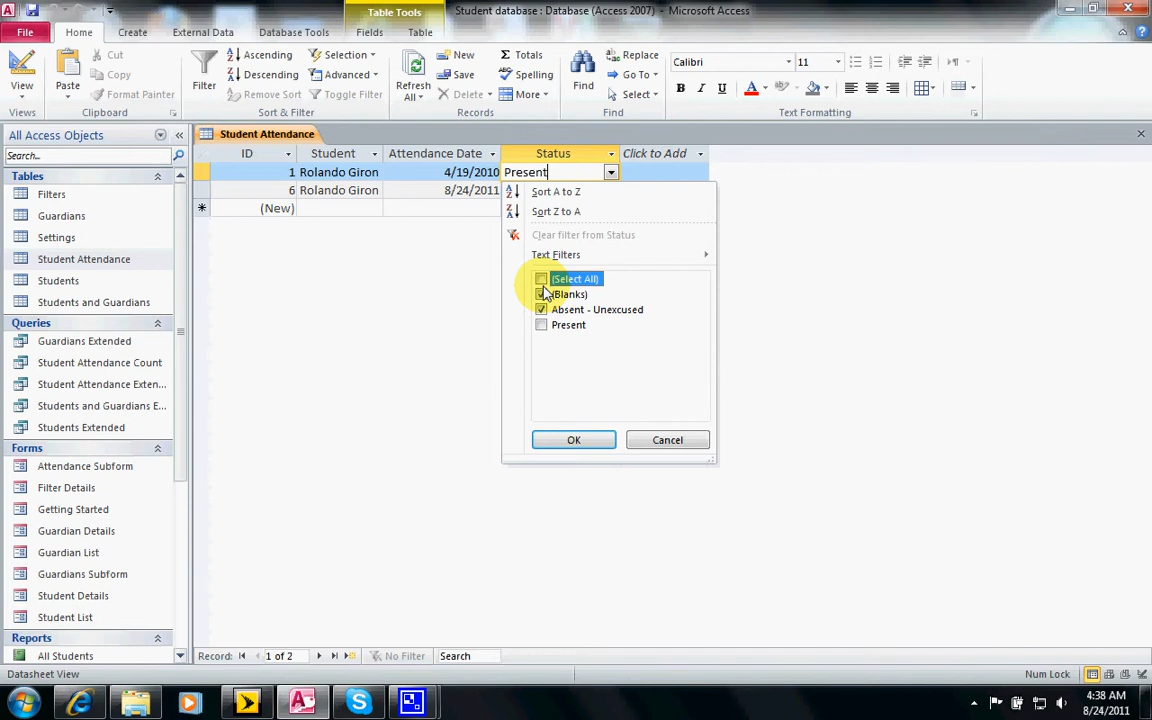 Table Tools
Student database : Database (Access 2007) - Microsoft Access
File Home Create External Data Database Tools Fields Table
Cut Ascending Selection New Totals Replace Calibri 11
Copy Descending Advanced Save Spelling Go To
View Paste Format Painter Filter Remove Sort Toggle Filter Refresh All Delete More Find Select
B I U A
Views Clipboard Sort & Filter Records Find Text Formatting
All Access Objects
Search...
Tables
Filters
Guardians
Settings
Student Attendance
Students
Students and Guardians
Queries
Guardians Extended
Student Attendance Count
Student Attendance Exten...
Students and Guardians E...
Students Extended
Forms
Attendance Subform
Filter Details
Getting Started
Guardian Details
Guardian List
Guardians Subform
Student Details
Student List
Reports
All Students
Student Attendance
ID Student Attendance Date Status Click to Add
1 Rolando Giron 4/19/2010 Present
6 Rolando Giron 8/24/2011
(New)
Sort A to Z
Sort Z to A
Clear filter from Status
Text Filters
(Select All)
(Blanks)
Absent - Unexcused
Present
OK Cancel
Record: 1 of 2 No Filter Search
Datasheet View Num Lock
4:38 AM
8/24/2011